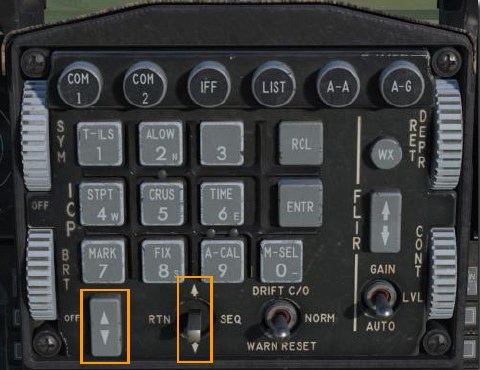 COM 1
COM 2
IFF
LIST
A-A
A-G
T-ILS 1
ALOW 2 N
3
RCL
WX
STPT 4 W
CRUS 5
TIME 6 E
ENTR
MARK 7
FIX 8 S
A-CAL 9
M-SEL 0 -
SYM
OFF
ICP
BRT
OFF
RTN
SEQ
DRIFT C/O
NORM
WARN RESET
FLIR
GAIN
LVL
AUTO
RET
DEPR
CONT